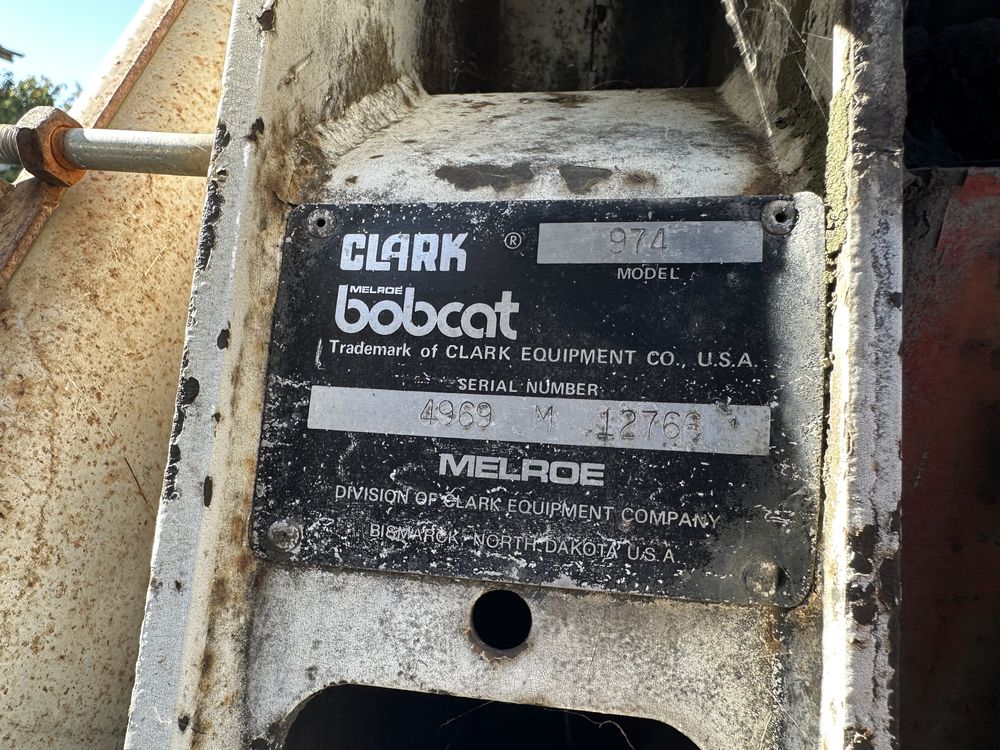 CLARK ®
974
MODEL
MELROE
bobcat
Trademark of CLARK EQUIPMENT CO., U.S.A.
SERIAL NUMBER
4969 M
MELROE
DIVISION OF CLARK EQUIPMENT COMPANY
BISMARCK, NORTH DAKOTA U.S.A